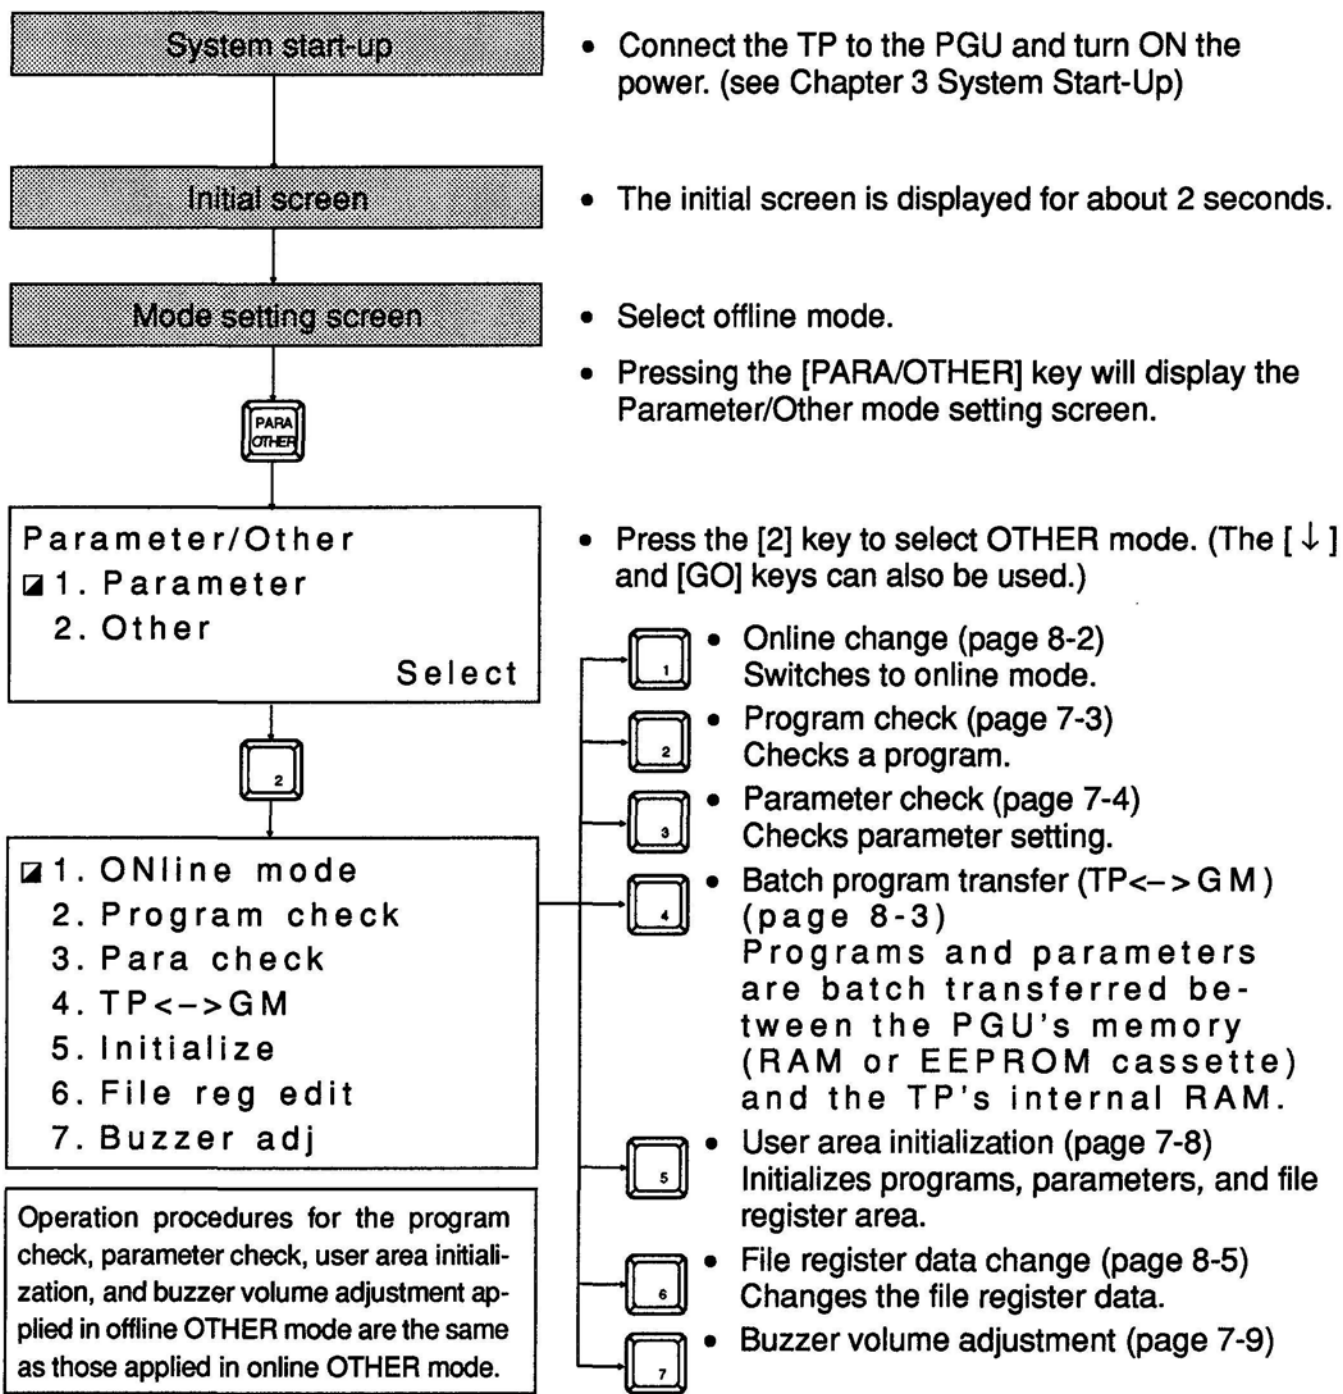 System start-up
• Connect the TP to the PGU and turn ON the
power. (see Chapter 3 System Start-Up)
Initial screen
• The initial screen is displayed for about 2 seconds.
Mode setting screen
• Select offline mode.
• Pressing the [PARA/OTHER] key will display the
Parameter/Other mode setting screen.
PARA
OTHER
Parameter/Other
1. Parameter
2. Other
Select
• Press the [2] key to select OTHER mode. (The [↓]
and [GO] keys can also be used.)
2
1. ONline mode
2. Program check
3. Para check
4. TP<->GM
5. Initialize
6. File reg edit
7. Buzzer adj
1
• Online change (page 8-2)
Switches to online mode.
2
• Program check (page 7-3)
Checks a program.
3
• Parameter check (page 7-4)
Checks parameter setting.
4
• Batch program transfer (TP<->GM)
(page 8-3)
Programs and parameters
are batch transferred be-
tween the PGU's memory
(RAM or EEPROM cassette)
and the TP's internal RAM.
5
• User area initialization (page 7-8)
Initializes programs, parameters, and file
register area.
6
• File register data change (page 8-5)
Changes the file register data.
7
• Buzzer volume adjustment (page 7-9)
Operation procedures for the program
check, parameter check, user area initiali-
zation, and buzzer volume adjustment ap-
plied in offline OTHER mode are the same
as those applied in online OTHER mode.